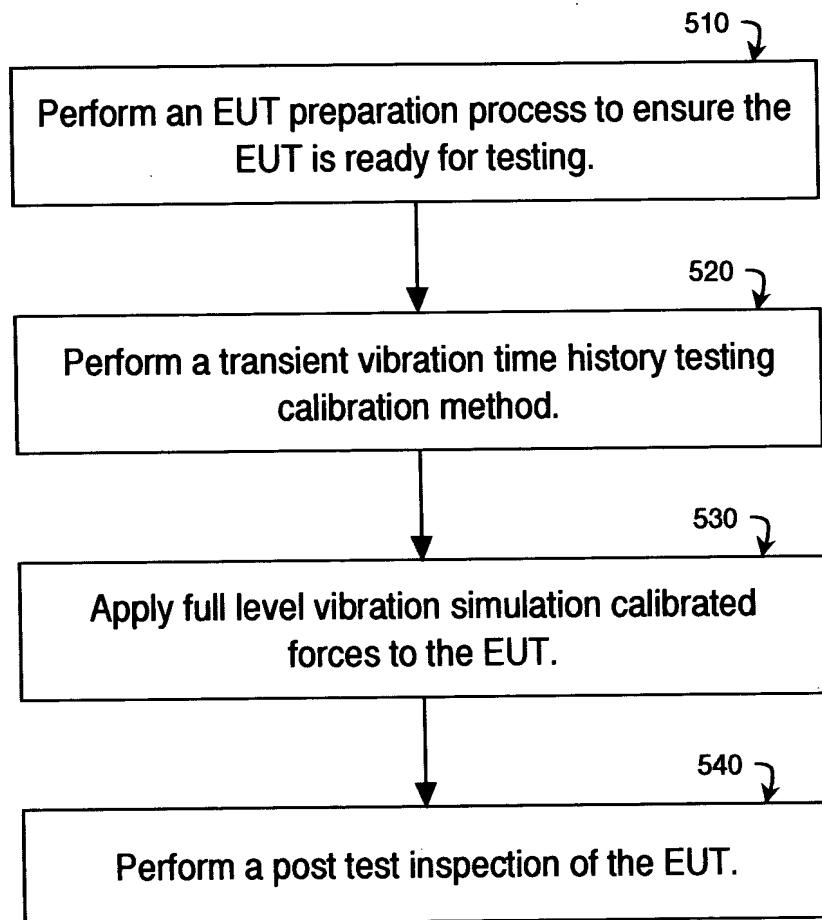 510
Perform an EUT preparation process to ensure the
EUT is ready for testing.
520
Perform a transient vibration time history testing
calibration method.
530
Apply full level vibration simulation calibrated
forces to the EUT.
540
Perform a post test inspection of the EUT.